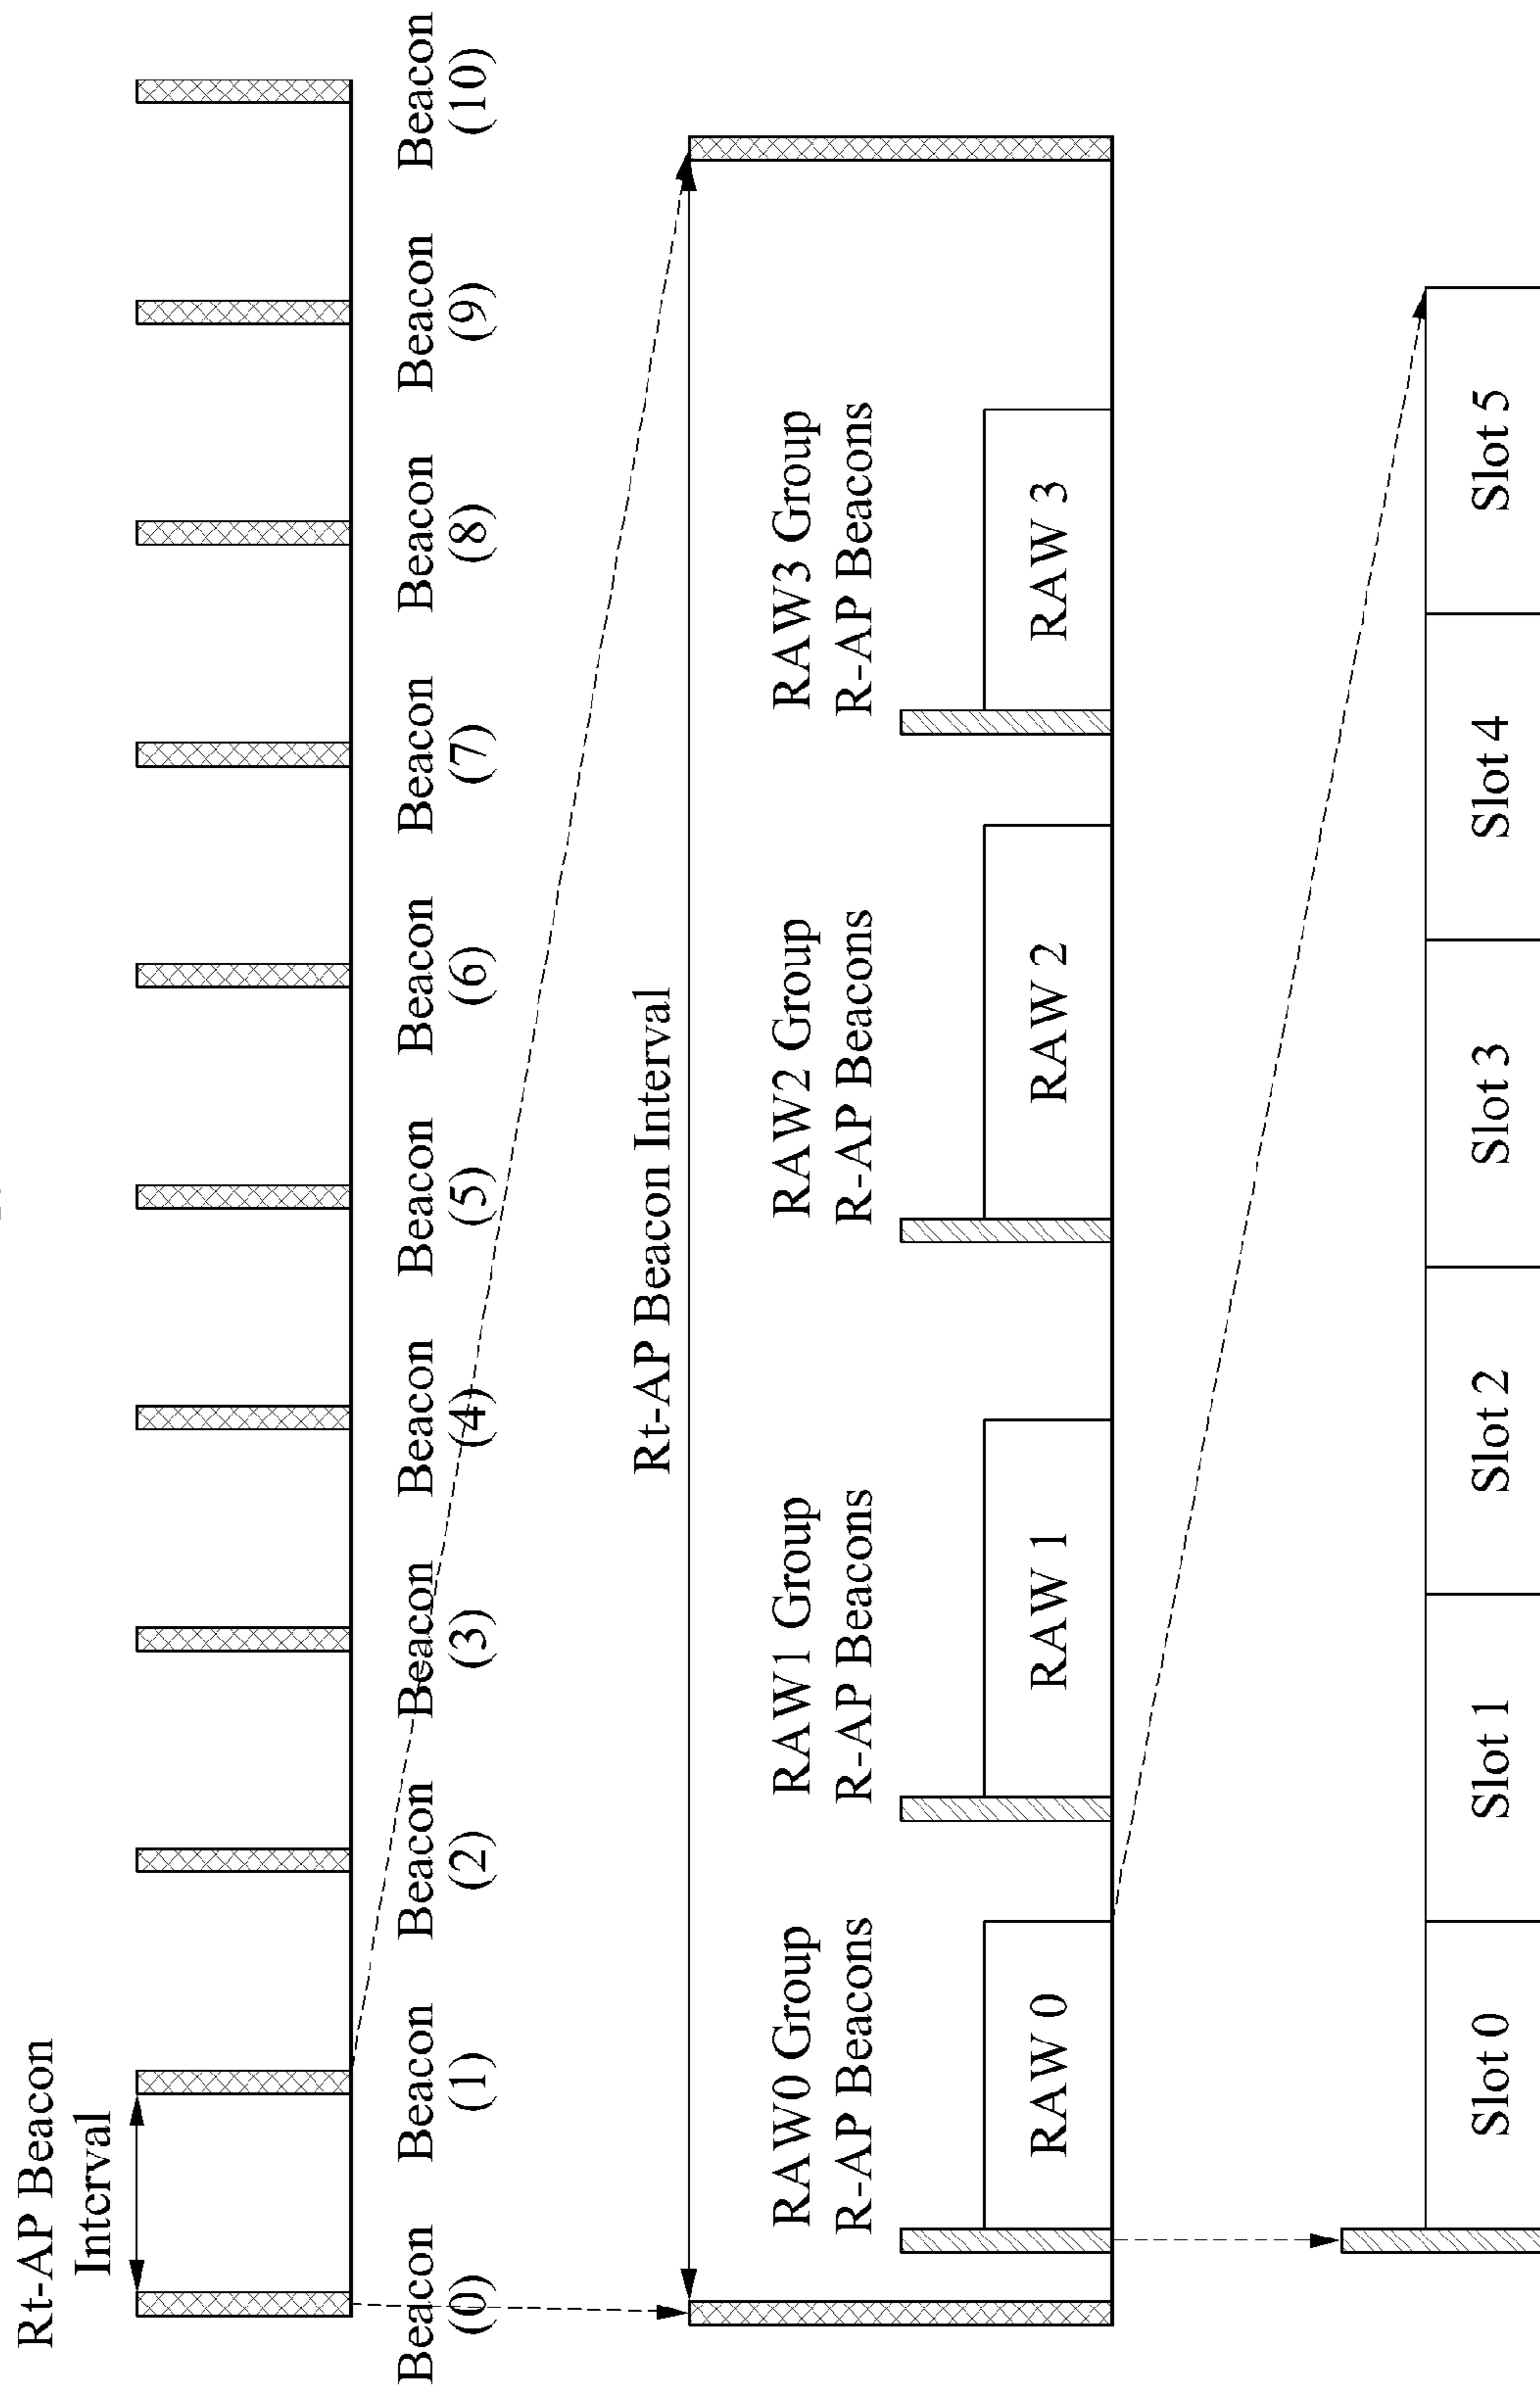 Rt-AP Beacon
Interval
Beacon
(0)
Beacon
(1)
Beacon
(2)
Beacon
(3)
Beacon
(4)
Beacon
(5)
Beacon
(6)
Beacon
(7)
Beacon
(8)
Beacon
(9)
Beacon
(10)
Rt-AP Beacon Interval
RAW0 Group
R-AP Beacons
RAW1 Group
R-AP Beacons
RAW2 Group
R-AP Beacons
RAW3 Group
R-AP Beacons
RAW 0
RAW 1
RAW 2
RAW 3
Slot 0
Slot 1
Slot 2
Slot 3
Slot 4
Slot 5